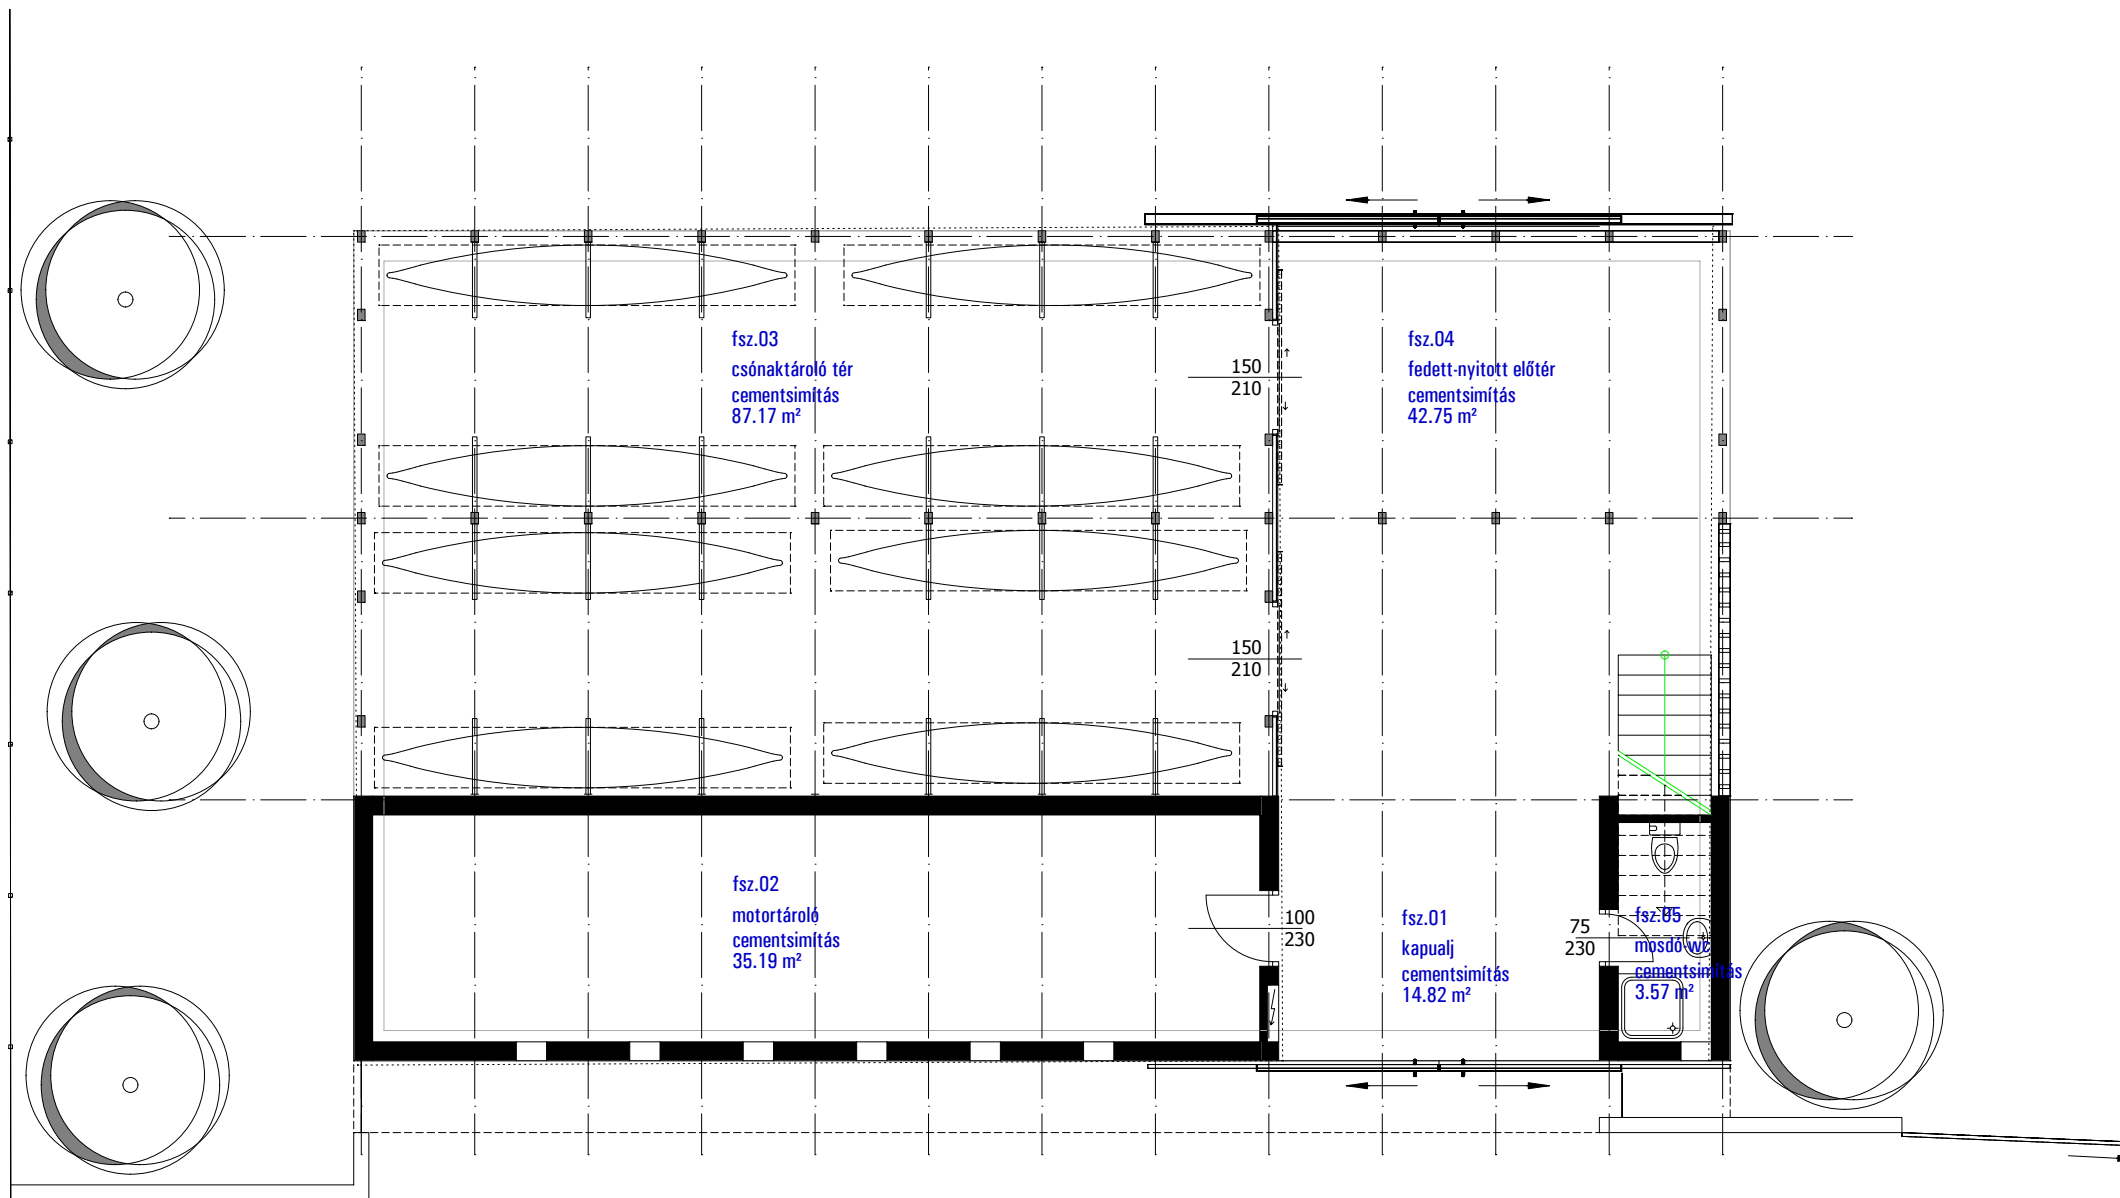 fsz.03
csónaktároló tér
cementsimítás
87.17 m²
150
210
fsz.04
fedett-nyitott előtér
cementsimítás
42.75 m²
150
210
fsz.02
motortároló
cementsimítás
35.19 m²
100
230
fsz.01
kapualj
cementsimítás
14.82 m²
75
230
fsz.05
mosdó-wc
cementsimítás
3.57 m²